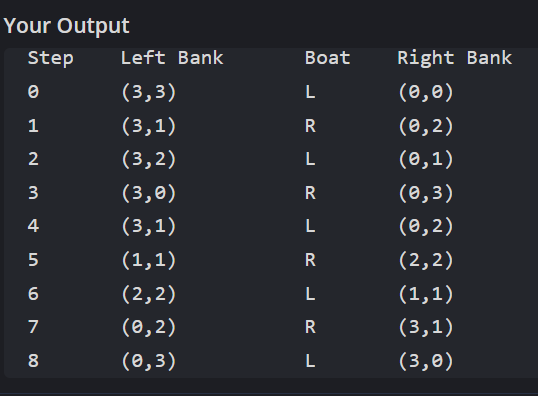 Your Output
Step Left Bank Boat Right Bank
0 (3,3) L (0,0)
1 (3,1) R (0,2)
2 (3,2) L (0,1)
3 (3,0) R (0,3)
4 (3,1) L (0,2)
5 (1,1) R (2,2)
6 (2,2) L (1,1)
7 (0,2) R (3,1)
8 (0,3) L (3,0)